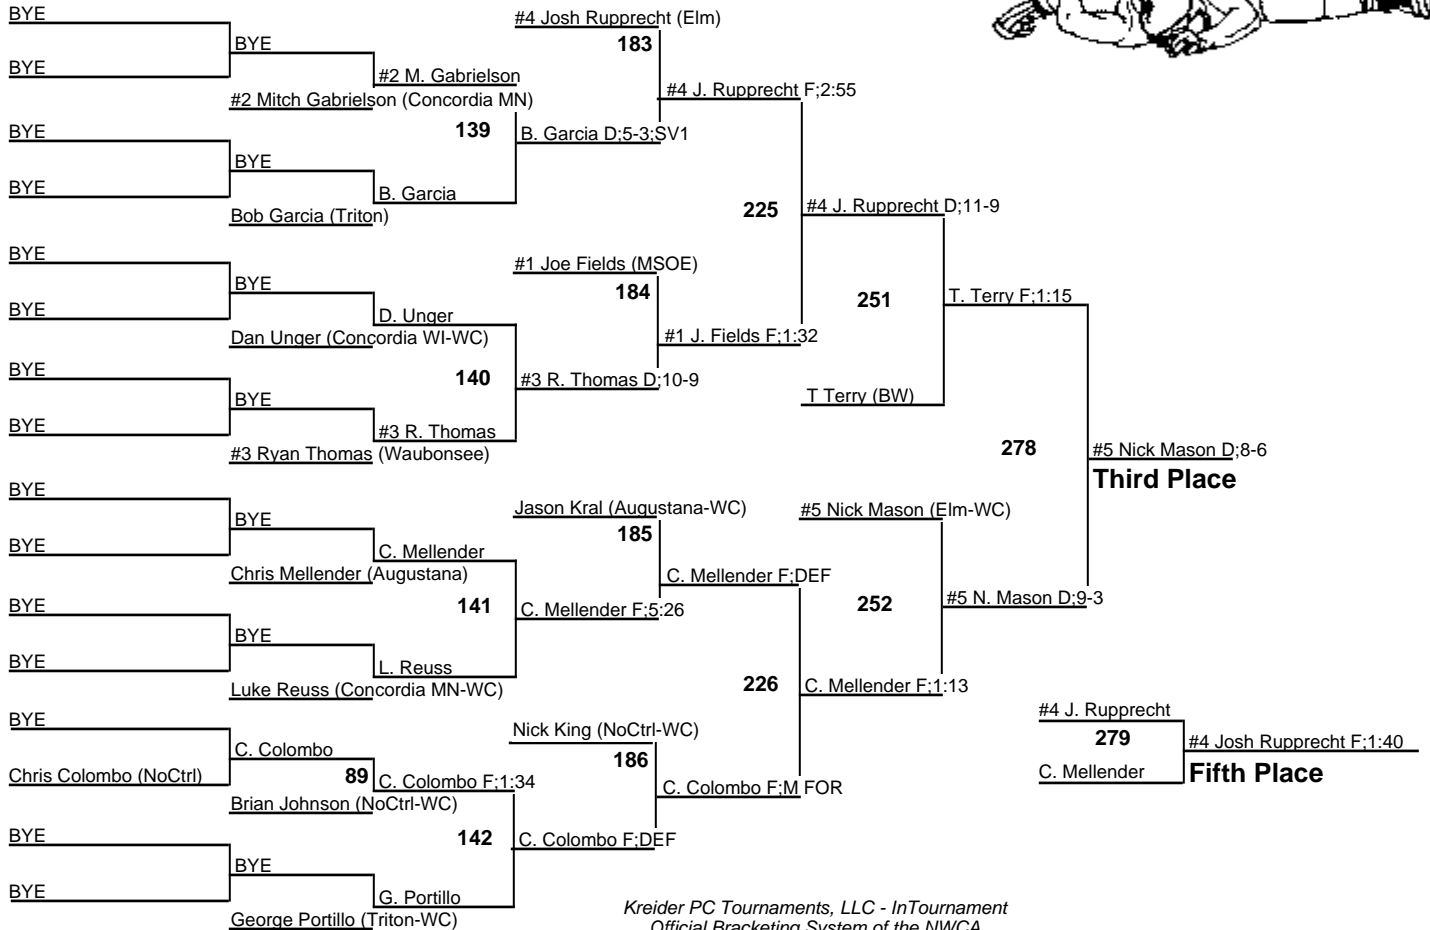 BYE
#4 Josh Rupprecht (Elm)
BYE
183
BYE
#2 M. Gabrielson
#4 J. Rupprecht F;2:55
#2 Mitch Gabrielson (Concordia MN)
BYE
139
B. Garcia D;5-3;SV1
BYE
BYE
B. Garcia
Bob Garcia (Triton)
225
#4 J. Rupprecht D;11-9
BYE
#1 Joe Fields (MSOE)
BYE
184
251
T. Terry F;1:15
BYE
D. Unger
Dan Unger (Concordia WI-WC)
#1 J. Fields F;1:32
BYE
140
#3 R. Thomas D;10-9
T Terry (BW)
BYE
BYE
#3 R. Thomas
#3 Ryan Thomas (Waubonsee)
278
#5 Nick Mason D;8-6
Third Place
BYE
Jason Kral (Augustana-WC)
#5 Nick Mason (Elm-WC)
BYE
185
BYE
C. Mellender
Chris Mellender (Augustana)
C. Mellender F;DEF
BYE
141
C. Mellender F;5:26
252
#5 N. Mason D;9-3
BYE
BYE
L. Reuss
Luke Reuss (Concordia MN-WC)
226
C. Mellender F;1:13
BYE
Nick King (NoCtrl-WC)
#4 J. Rupprecht
C. Colombo
186
279
#4 Josh Rupprecht F;1:40
Chris Colombo (NoCtrl)
89
C. Colombo F;1:34
C. Colombo F;M FOR
C. Mellender
Fifth Place
Brian Johnson (NoCtrl-WC)
BYE
142
C. Colombo F;DEF
BYE
BYE
G. Portillo
George Portillo (Triton-WC)
Kreider PC Tournaments, LLC - InTournament
Official Bracketing System of the NWCA